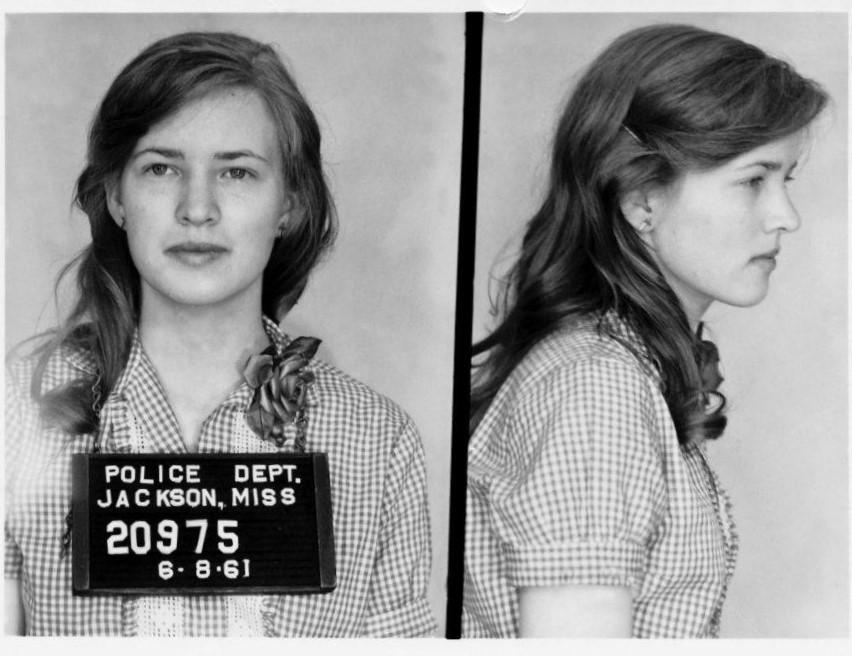 POLICE DEPT.
JACKSON, MISS
20975
6-8-61